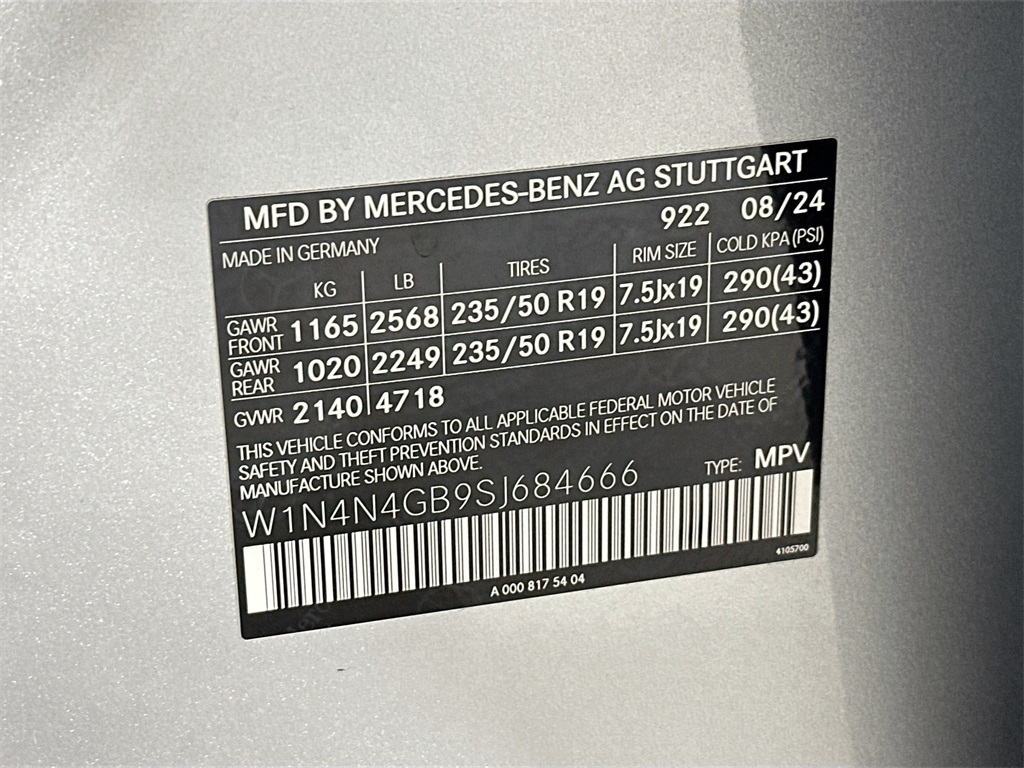 MFD BY MERCEDES-BENZ AG STUTTGART
MADE IN GERMANY 922 08/24
KG LB TIRES RIM SIZE COLD KPA (PSI)
GAWR FRONT 1165 2568 235/50 R19 7.5Jx19 290(43)
GAWR REAR 1020 2249 235/50 R19 7.5Jx19 290(43)
GVWR 2140 4718
THIS VEHICLE CONFORMS TO ALL APPLICABLE FEDERAL MOTOR VEHICLE
SAFETY AND THEFT PREVENTION STANDARDS IN EFFECT ON THE DATE OF
MANUFACTURE SHOWN ABOVE.
TYPE: MPV
W1N4N4GB9SJ684666
4105700
A 000 817 54 04